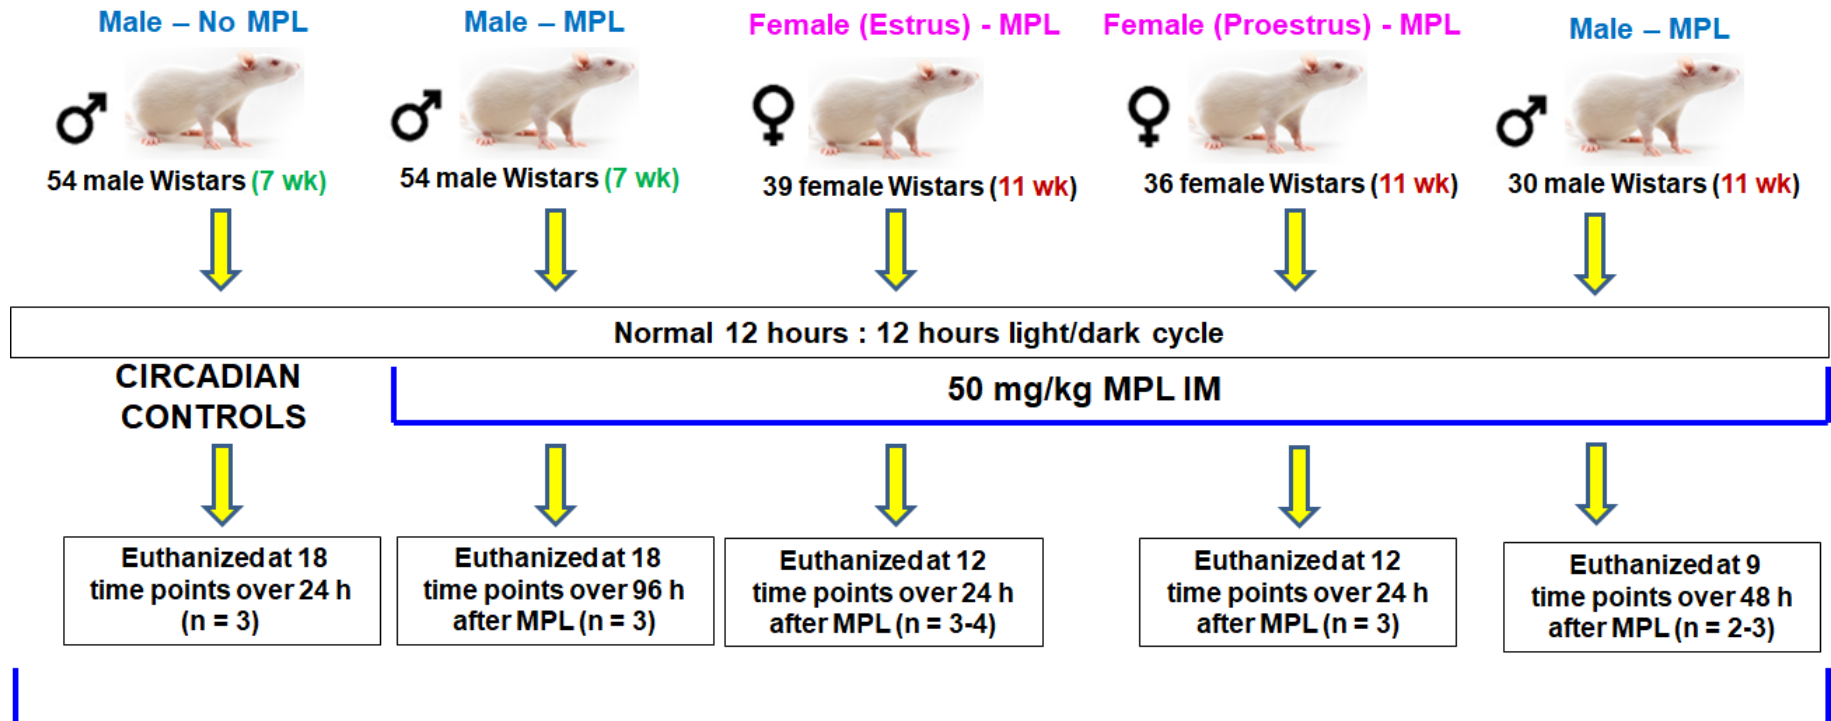 Male – No MPL
Male – MPL
Female (Estrus) - MPL
Female (Proestrus) - MPL
Male – MPL
54 male Wistars (7 wk)
54 male Wistars (7 wk)
39 female Wistars (11 wk)
36 female Wistars (11 wk)
30 male Wistars (11 wk)
Normal 12 hours : 12 hours light/dark cycle
CIRCADIAN
CONTROLS
50 mg/kg MPL IM
Euthanized at 18
time points over 24 h
(n = 3)
Euthanized at 18
time points over 96 h
after MPL (n = 3)
Euthanized at 12
time points over 24 h
after MPL (n = 3-4)
Euthanized at 12
time points over 24 h
after MPL (n = 3)
Euthanized at 9
time points over 48 h
after MPL (n = 2-3)